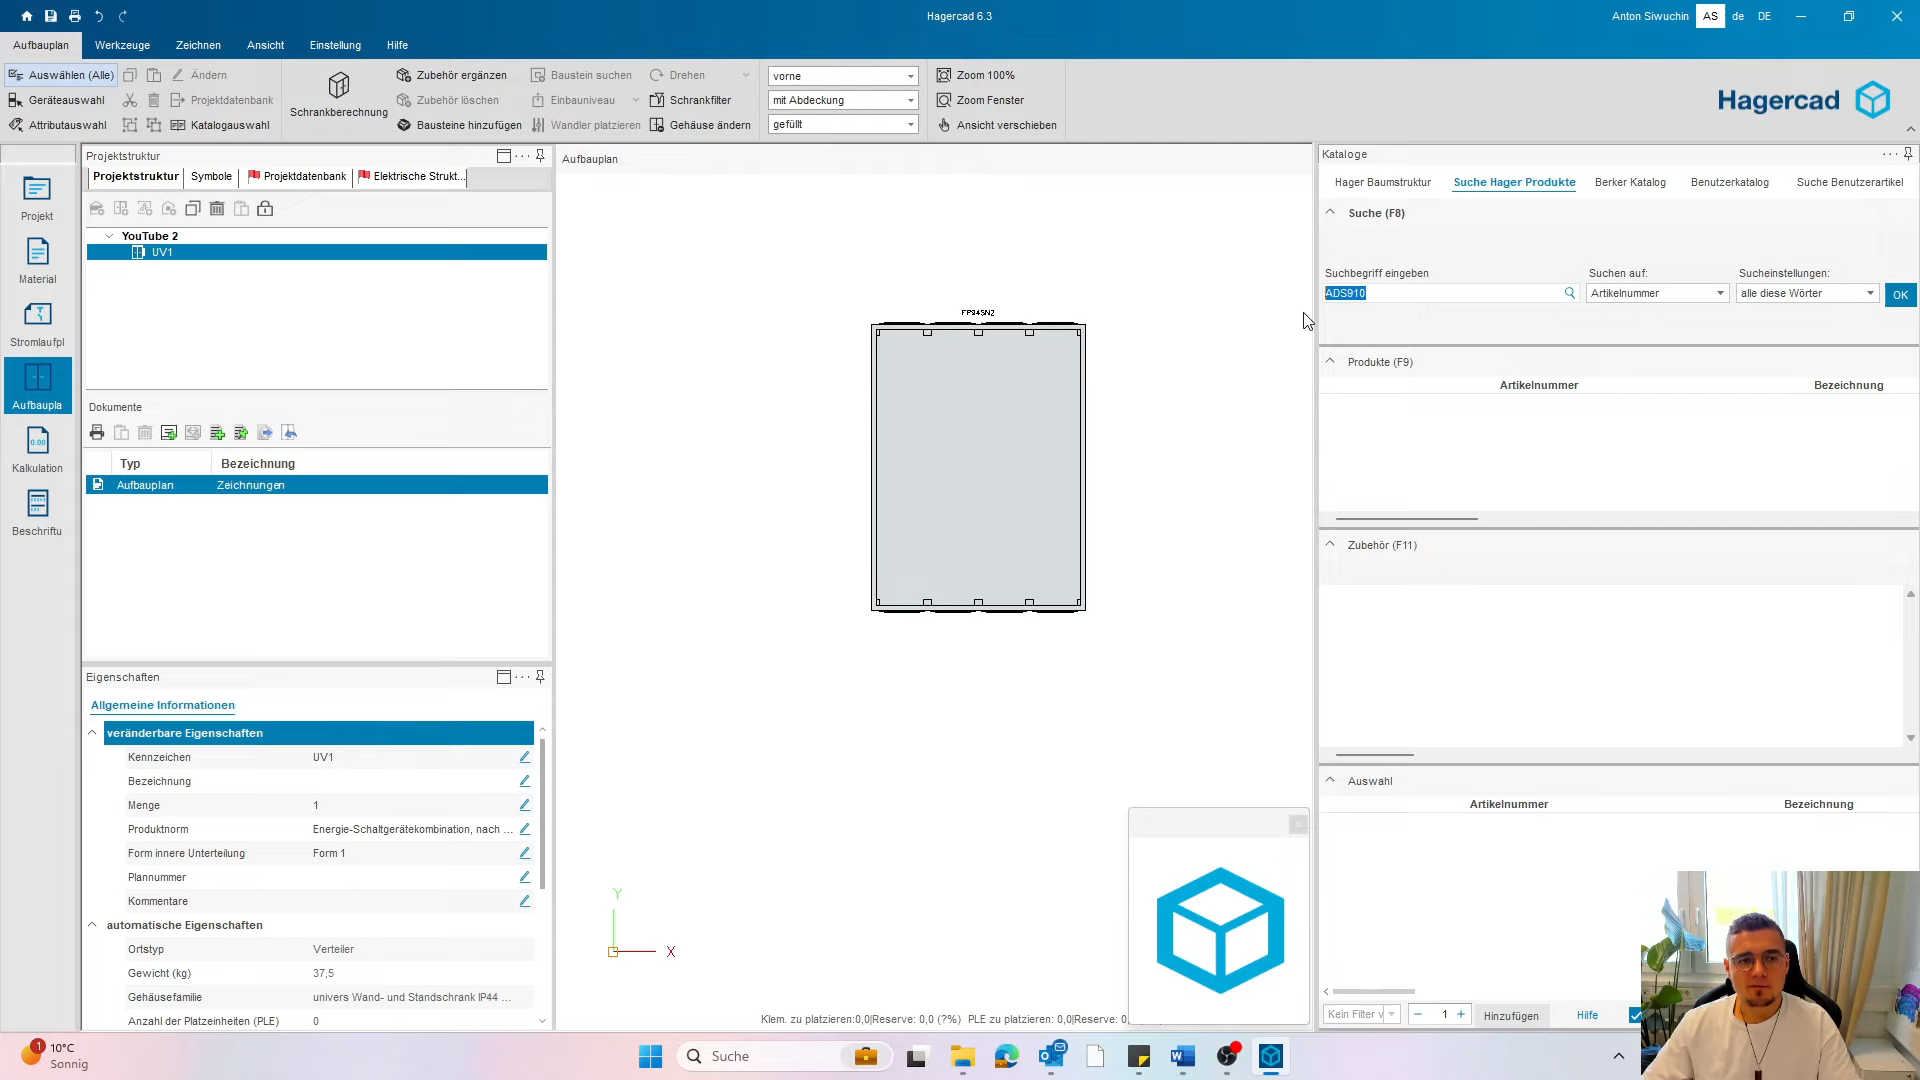 Hagercad 6.3
Anton Siwuchin AS de DE
Aufbauplan Werkzeuge Zeichnen Ansicht Einstellung Hilfe
Auswählen (Alle) Ändern
Geräteauswahl Projektdatenbank
Attributauswahl Katalogauswahl
Schrankberechnung
Zubehör ergänzen Baustein suchen Drehen
Zubehör löschen Einbauniveau Schrankfilter
Bausteine hinzufügen Wandler platzieren Gehäuse ändern
vorne
mit Abdeckung
gefüllt
Zoom 100%
Zoom Fenster
Ansicht verschieben
Hagercad
Projekt
Material
Stromlaufpl
Aufbaupla
0.00
Kalkulation
Beschriftu
Projektstruktur
Projektstruktur Symbole Projektdatenbank Elektrische Strukt...
YouTube 2
UV1
Dokumente
Typ Bezeichnung
Aufbauplan Zeichnungen
Eigenschaften
Allgemeine Informationen
veränderbare Eigenschaften
Kennzeichen UV1
Bezeichnung
Menge 1
Produktnorm Energie-Schaltgerätekombination, nach ...
Form innere Unterteilung Form 1
Plannummer
Kommentare
automatische Eigenschaften
Ortstyp Verteiler
Gewicht (kg) 37,5
Gehäusefamilie univers Wand- und Standschrank IP44 ...
Anzahl der Platzeinheiten (PLE) 0
Aufbauplan
FP94SN2
Y
X
Klem. zu platzieren:0,0|Reserve: 0,0 (?%) PLE zu platzieren: 0,0|Reserve: 0,
Kataloge
Hager Baumstruktur Suche Hager Produkte Berker Katalog Benutzerkatalog Suche Benutzerartikel
Suche (F8)
Suchbegriff eingeben Suchen auf: Sucheinstellungen:
ADS910 Artikelnummer alle diese Wörter OK
Produkte (F9)
Artikelnummer Bezeichnung
Zubehör (F11)
Auswahl
Artikelnummer Bezeichnung
Kein Filter v 1 Hinzufügen Hilfe
1 10°C
Sonnig
Suche